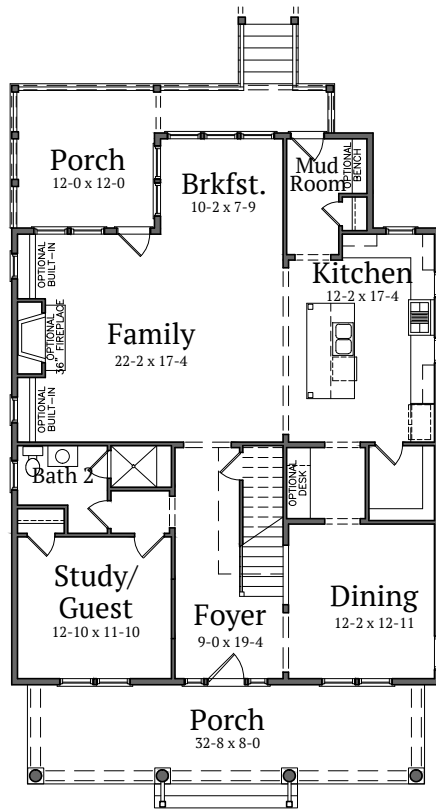 Porch
12-0 x 12-0
Brkfst.
10-2 x 7-9
Mud
Room
OPTIONAL
BENCH
OPTIONAL
BUILT-IN
Kitchen
12-2 x 17-4
OPTIONAL
36" FIREPLACE
Family
22-2 x 17-4
OPTIONAL
BUILT-IN
Bath 2
OPTIONAL
DESK
Study/
Guest
12-10 x 11-10
Foyer
9-0 x 19-4
Dining
12-2 x 12-11
Porch
32-8 x 8-0